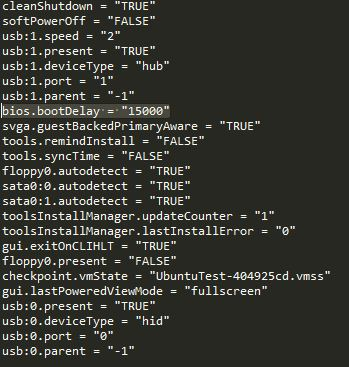 cleanShutdown = "TRUE"
softPowerOff = "FALSE"
usb:1.speed = "2"
usb:1.present = "TRUE"
usb:1.deviceType = "hub"
usb:1.port = "1"
usb:1.parent = "-1"
bios.bootDelay = "15000"
svga.guestBackedPrimaryAware = "TRUE"
tools.remindInstall = "FALSE"
tools.syncTime = "FALSE"
floppy0.autodetect = "TRUE"
sata0:0.autodetect = "TRUE"
sata0:1.autodetect = "TRUE"
toolsInstallManager.updateCounter = "1"
toolsInstallManager.lastInstallError = "0"
gui.exitOnCLIHLT = "TRUE"
floppy0.present = "FALSE"
checkpoint.vmState = "UbuntuTest-404925cd.vmss"
gui.lastPoweredViewMode = "fullscreen"
usb:0.present = "TRUE"
usb:0.deviceType = "hid"
usb:0.port = "0"
usb:0.parent = "-1"